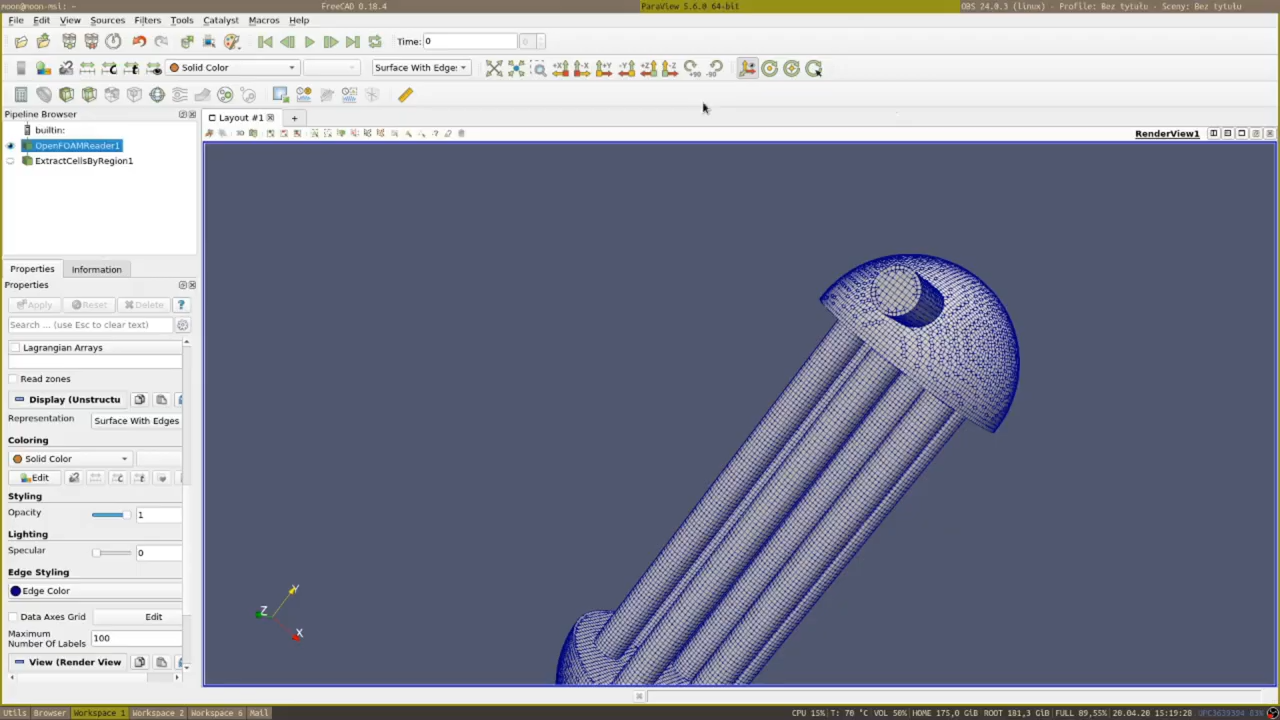 moon@moon-msl: ~ FreeCAD 0.18.4 ParaView 5.6.0 64-bit OBS 24.0.3 (linux) - Profile: Bez tytułu - Sceny: Bez tytułu
File Edit View Sources Filters Tools Catalyst Macros Help
Time: 0 0
Solid Color Surface With Edge:
Pipeline Browser
Layout #1
builtin:
RenderView1
OpenFOAMReader1
ExtractCellsByRegion1
Properties Information
Properties
Apply Reset Delete ?
Search ... (use Esc to clear text)
Lagrangian Arrays
Read zones
Display (Unstructu
Representation Surface With Edges
Coloring
Solid Color
Edit
Styling
Opacity 1
Lighting
Specular 0
Edge Styling
Edge Color
Data Axes Grid Edit
Maximum
Number Of Labels 100
View (Render View
Y
Z
X
Utils Browser Workspace 1 Workspace 2 Workspace 6 Mail CPU 15% T: 70 °C VOL 50% HOME 175,0 GiB ROOT 181,3 GiB FULL 89,55% 20.04.20 15:19:28